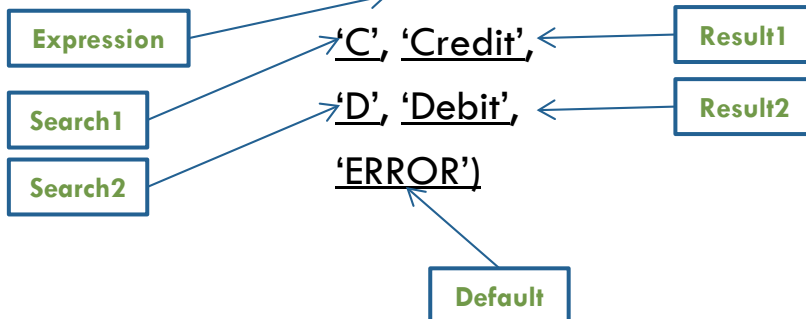 Expression
‘C’, ‘Credit’,
Result1
Search1
‘D’, ‘Debit’,
Result2
Search2
‘ERROR’)
Default